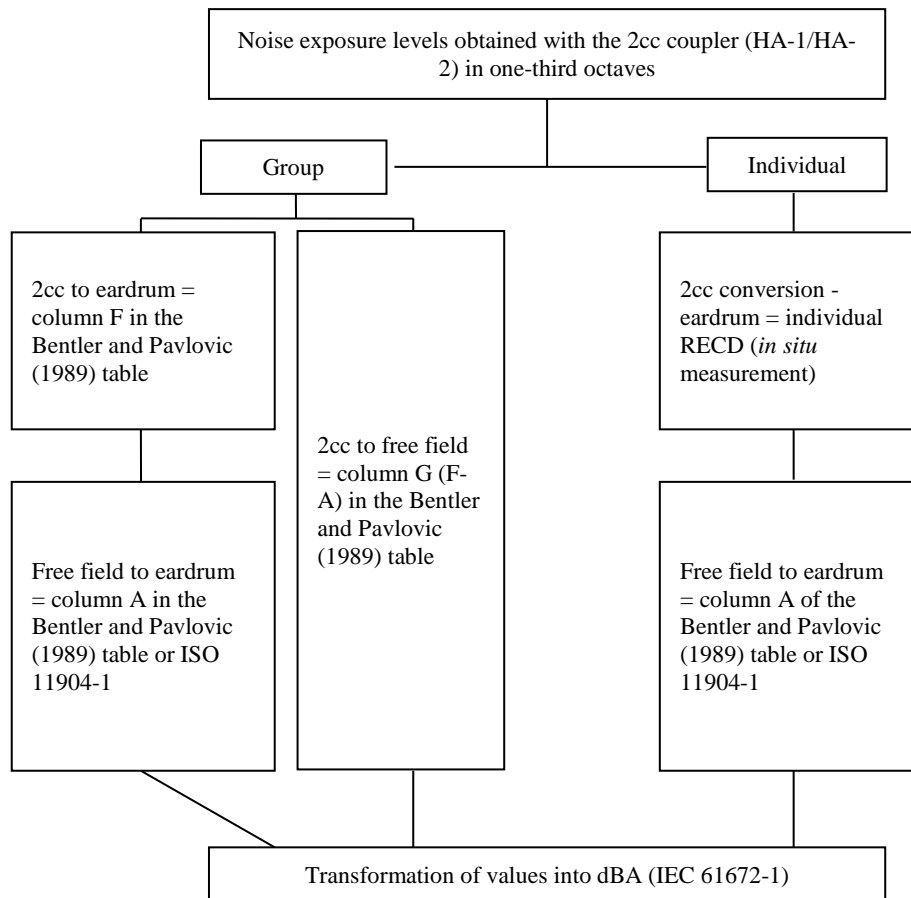 Noise exposure levels obtained with the 2cc coupler (HA-1/HA-
2) in one-third octaves
Group
Individual
2cc to eardrum =
column F in the
Bentler and Pavlovic
(1989) table
2cc to free field
= column G (F-
A) in the Bentler
and Pavlovic
(1989) table
2cc conversion -
eardrum = individual
RECD (in situ
measurement)
Free field to eardrum
= column A in the
Bentler and Pavlovic
(1989) table or ISO
11904-1
Free field to eardrum
= column A of the
Bentler and Pavlovic
(1989) table or ISO
11904-1
Transformation of values into dBA (IEC 61672-1)